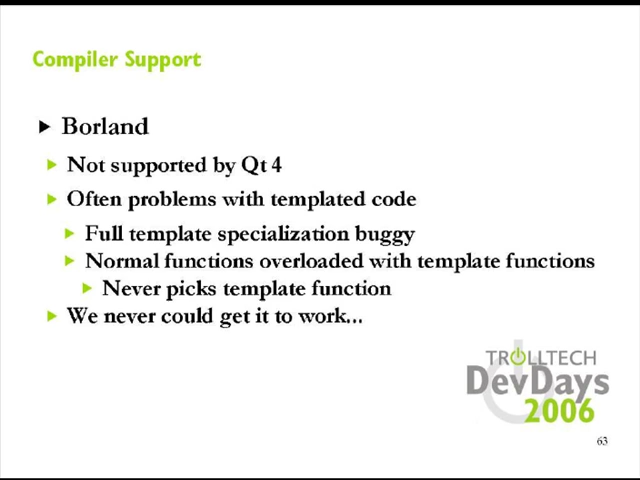 Compiler Support
Borland
Not supported by Qt 4
Often problems with templated code
Full template specialization buggy
Normal functions overloaded with template functions
Never picks template function
We never could get it to work...
TROLLTECH
DevDays
2006
63